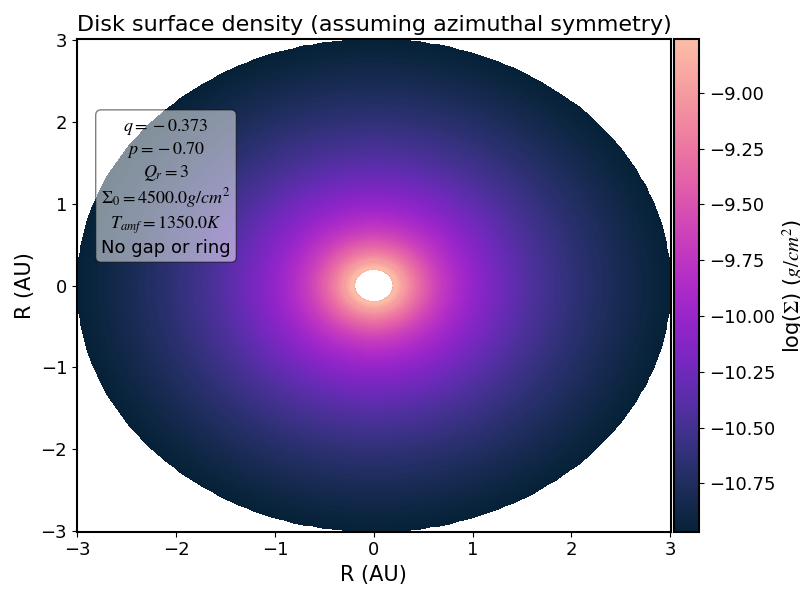 Disk surface density (assuming azimuthal symmetry)
3
2
1
0
−1
−2
−3
R (AU)
q = −0.373
p = −0.70
Q_r = 3
Σ_0 = 4500.0g/cm^2
T_amf = 1350.0K
No gap or ring
−3
−2
−1
0
1
2
3
R (AU)
−9.00
−9.25
−9.50
−9.75
−10.00
−10.25
−10.50
−10.75
log(Σ) (g/cm^2)